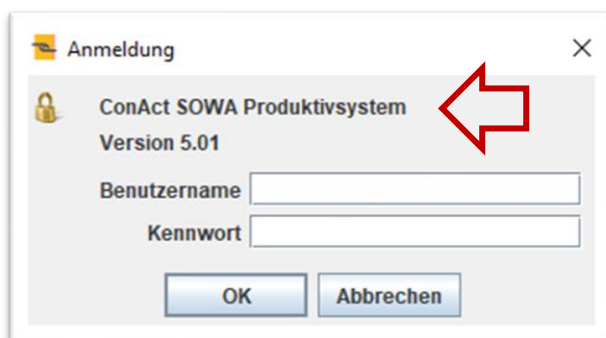 Anmeldung
ConAct SOWA Produktivsystem
Version 5.01
Benutzername
Kennwort
OK
Abbrechen